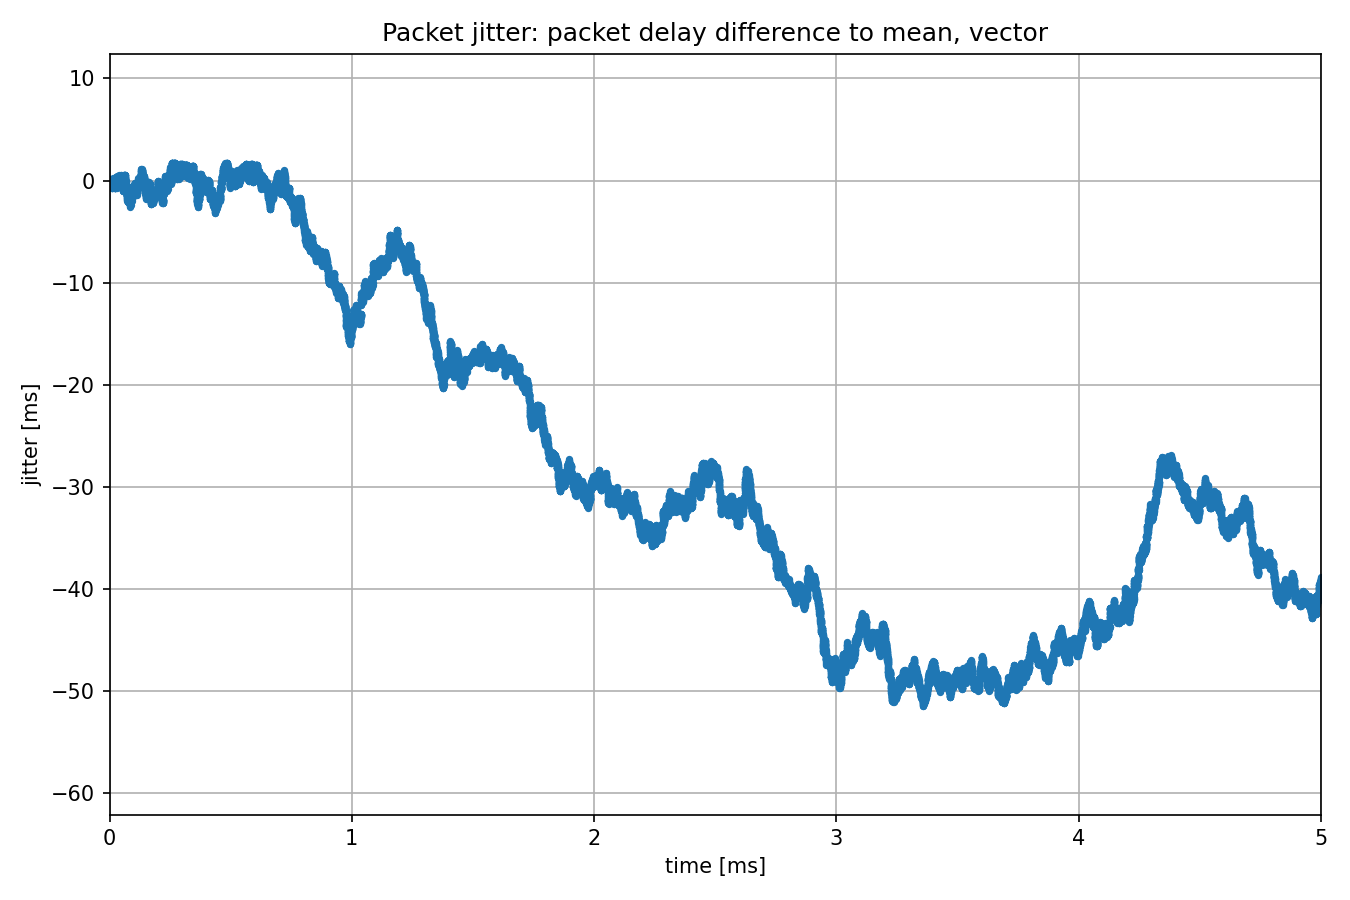 Packet jitter: packet delay difference to mean, vector
10
0
−10
−20
−30
−40
−50
−60
jitter [ms]
0 1 2 3 4 5
time [ms]